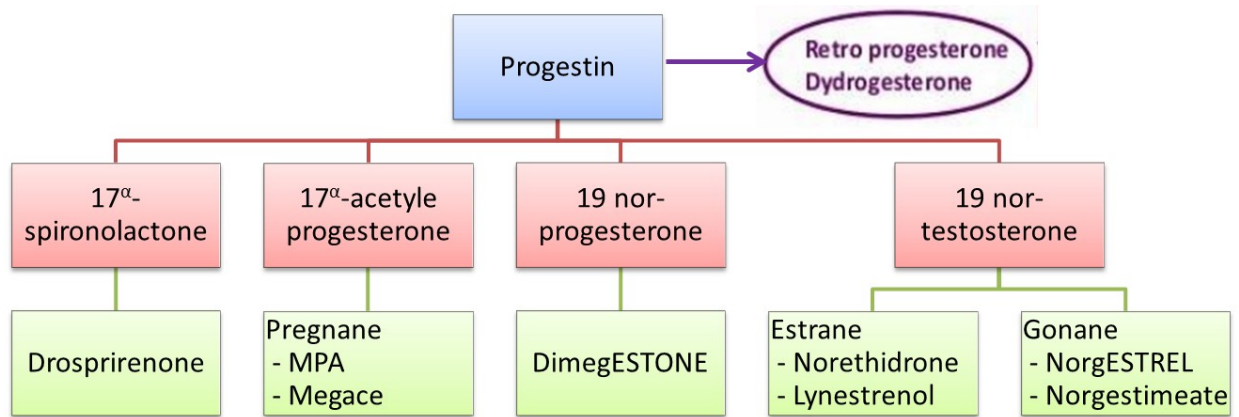 Progestin
Retro progesterone
Dydrogesterone
17α-
spironolactone
17α-acetyle
progesterone
19 nor-
progesterone
19 nor-
testosterone
Drosprirenone
Pregnane
- MPA
- Megace
DimegESTONE
Estrane
- Norethidrone
- Lynestrenol
Gonane
- NorgESTREL
- Norgestimeate